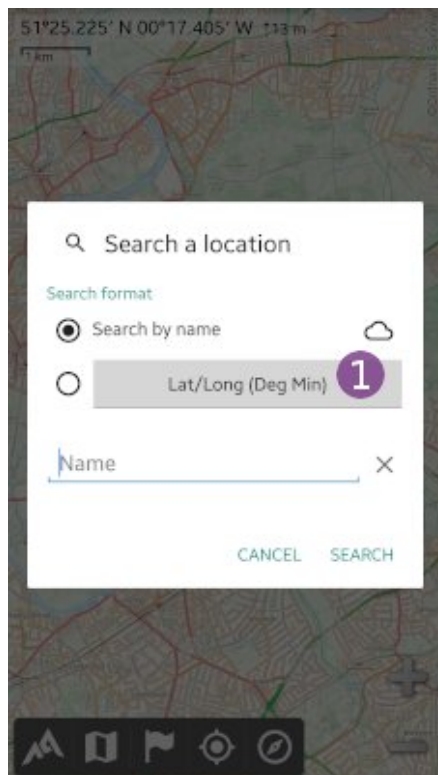 51°25.225' N 00°17.405' W ↑13 m
1 km
Search a location
Search format
Search by name
Lat/Long (Deg Min)
1
Name
CANCEL
SEARCH